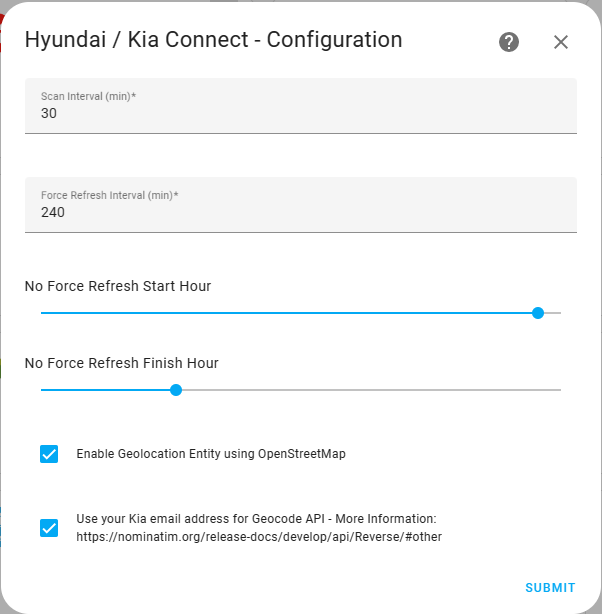 Hyundai / Kia Connect - Configuration
Scan Interval (min)*
30
Force Refresh Interval (min)*
240
No Force Refresh Start Hour
No Force Refresh Finish Hour
Enable Geolocation Entity using OpenStreetMap
Use your Kia email address for Geocode API - More Information:
https://nominatim.org/release-docs/develop/api/Reverse/#other
SUBMIT